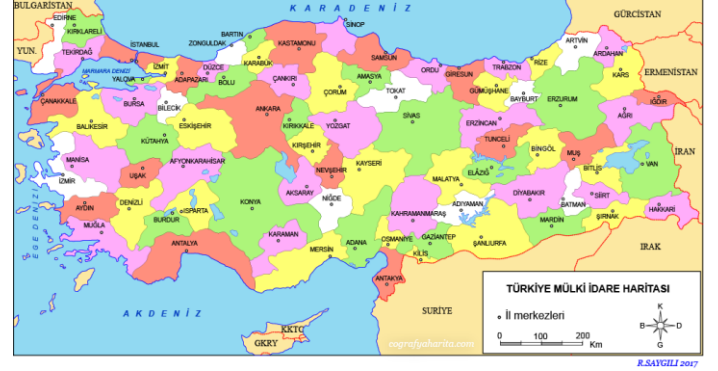 BULGARİSTAN
KARADENİZ
GÜRCİSTAN
EDİRNE
KIRKLARELİ
SİNOP
BARTIN
ZONGULDAK
KASTAMONU
ARTVİN
ARDAHAN
YUN.
TEKİRDAĞ
İSTANBUL
KARABÜK
SAMSUN
ORDU
GİRESUN
TRABZON
RİZE
KARS
ERMENİSTAN
MARMARA DENİZİ
YALOVA
İZMİT
ADAPAZARI
DÜZCE
BOLU
ÇANKIRI
ÇORUM
AMASYA
TOKAT
GÜMÜŞHANE
BAYBURT
ERZURUM
IĞDIR
AĞRI
ÇANAKKALE
BURSA
BİLECİK
ANKARA
KIRIKKALE
YOZGAT
SİVAS
ERZİNCAN
BALIKESİR
ESKİŞEHİR
KÜTAHYA
KIRŞEHİR
TUNCELİ
BİNGÖL
MUŞ
İRAN
MANİSA
UŞAK
AFYONKARAHİSAR
NEVŞEHİR
KAYSERİ
MALATYA
ELAZIĞ
BİTLİS
VAN
İZMİR
AKSARAY
NİĞDE
DİYABAKIR
BATMAN
SİİRT
HAKKARİ
AYDIN
DENİZLİ
ISPARTA
BURDUR
KONYA
KAHRAMANMARAŞ
ADIYAMAN
MARDİN
ŞIRNAK
EGE DENİZİ
MUĞLA
ANTALYA
KARAMAN
MERSİN
ADANA
OSMANİYE
GAZİANTEP
KİLİS
ŞANLIURFA
ANTAKYA
IRAK
AKDENİZ
SURİYE
KKTC
GKRY
cografyaharita.com
TÜRKİYE MÜLKİ İDARE HARİTASI
İl merkezleri
0 100 200
Km
K
B D
G
R.SAYGILI 2017